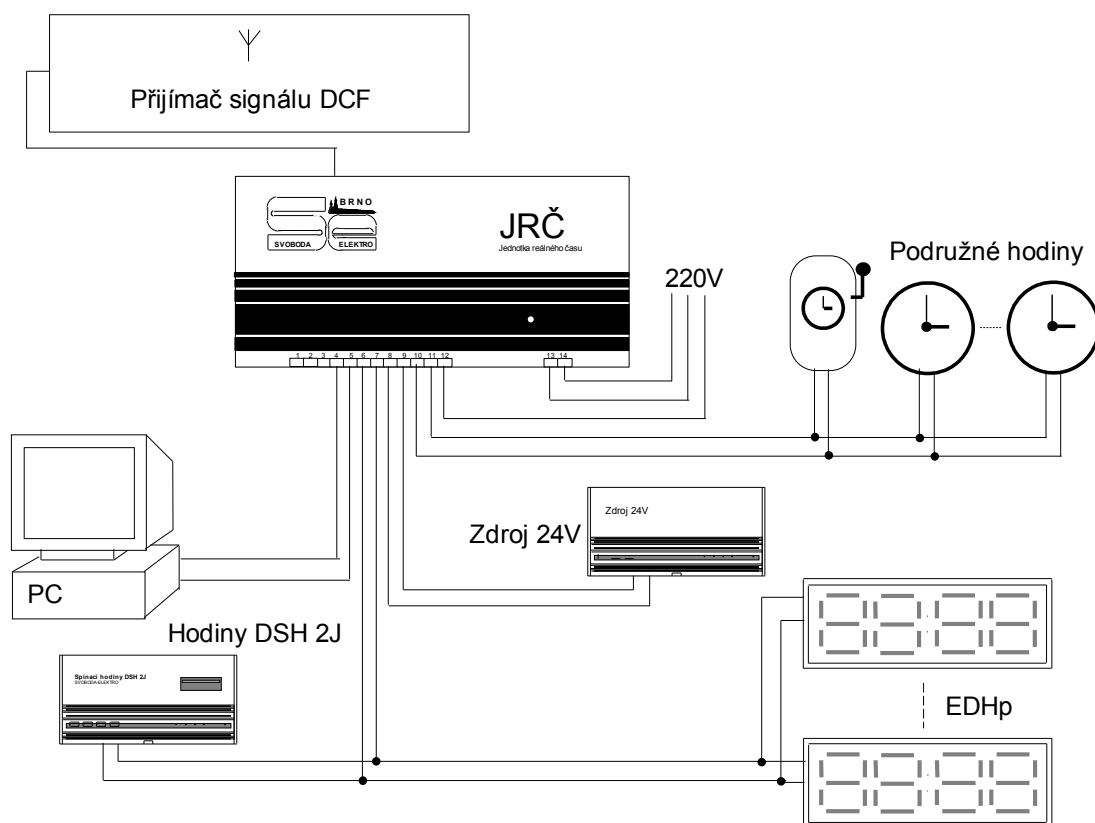 Přijímač signálu DCF
BRNO
SVOBODA ELEKTRO
JRČ
Jednotka reálného času
1 2 3 4 5 6 7 8 9 10 11 12
13 14
220V
Podružné hodiny
Zdroj 24V
Zdroj 24V
PC
Hodiny DSH 2J
Spínací hodiny DSH 2J
SVOBODA-ELEKTRO
EDHp